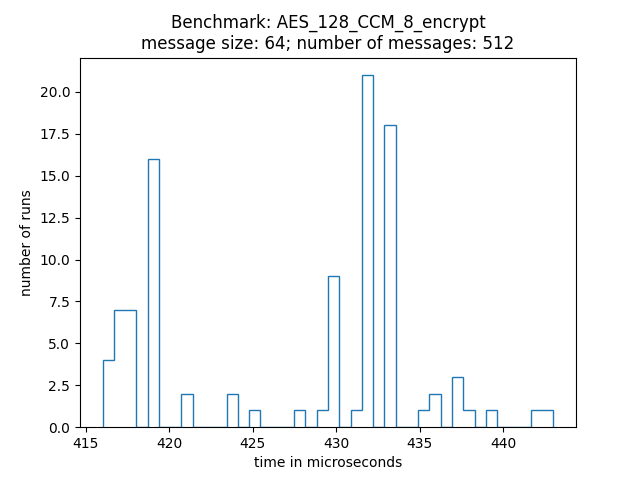 Benchmark: AES_128_CCM_8_encrypt
message size: 64; number of messages: 512
20.0
17.5
15.0
12.5
10.0
7.5
5.0
2.5
0.0
number of runs
415 420 425 430 435 440
time in microseconds